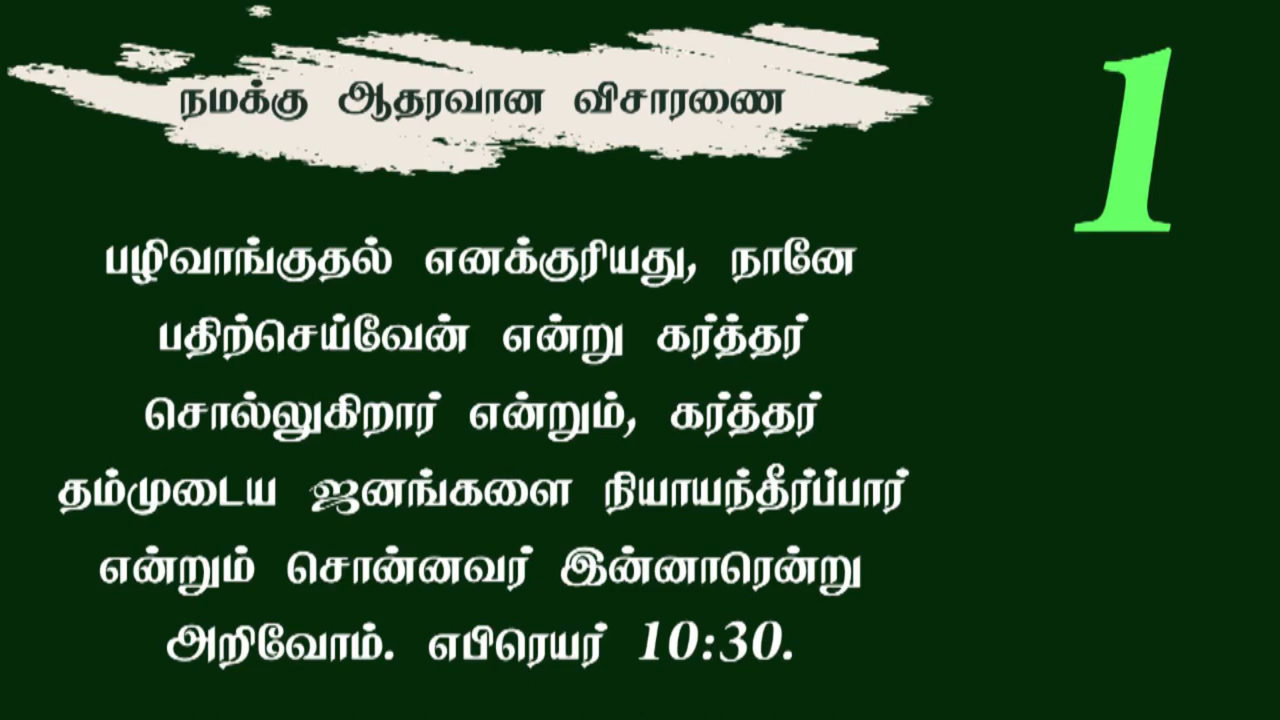 நமக்கு ஆதரவான விசாரணை
1
பழிவாங்குதல் எனக்குரியது, நானே
பதிற்செய்வேன் என்று கர்த்தர்
சொல்லுகிறார் என்றும், கர்த்தர்
தம்முடைய ஜனங்களை நியாயந்தீர்ப்பார்
என்றும் சொன்னவர் இன்னாரென்று
அறிவோம். எபிரெயர் 10:30.